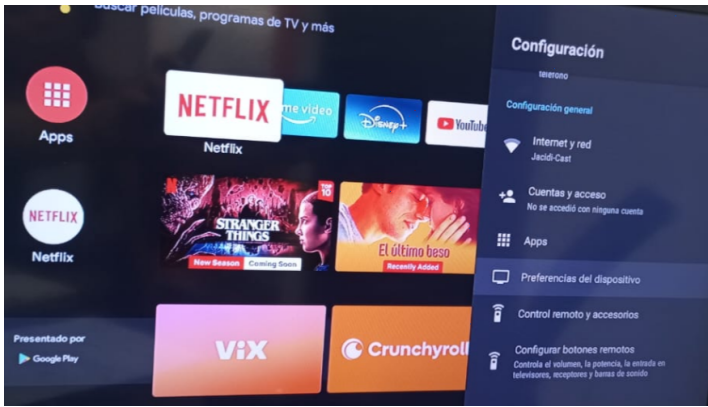 Buscar películas, programas de TV y más
Apps
NETFLIX
Netflix
prime video
Disney+
YouTube
NETFLIX
Netflix
N
STRANGER
THINGS
TOP
10
New Season Coming Soon
El último beso
Recently Added
Presentado por
Google Play
ViX
Crunchyroll
Configuración
teléfono
Configuración general
Internet y red
Jacidi-Cast
Cuentas y acceso
No se accedió con ninguna cuenta
Apps
Preferencias del dispositivo
Control remoto y accesorios
Configurar botones remotos
Controla el volumen, la potencia, la entrada en
televisores, receptores y barras de sonido